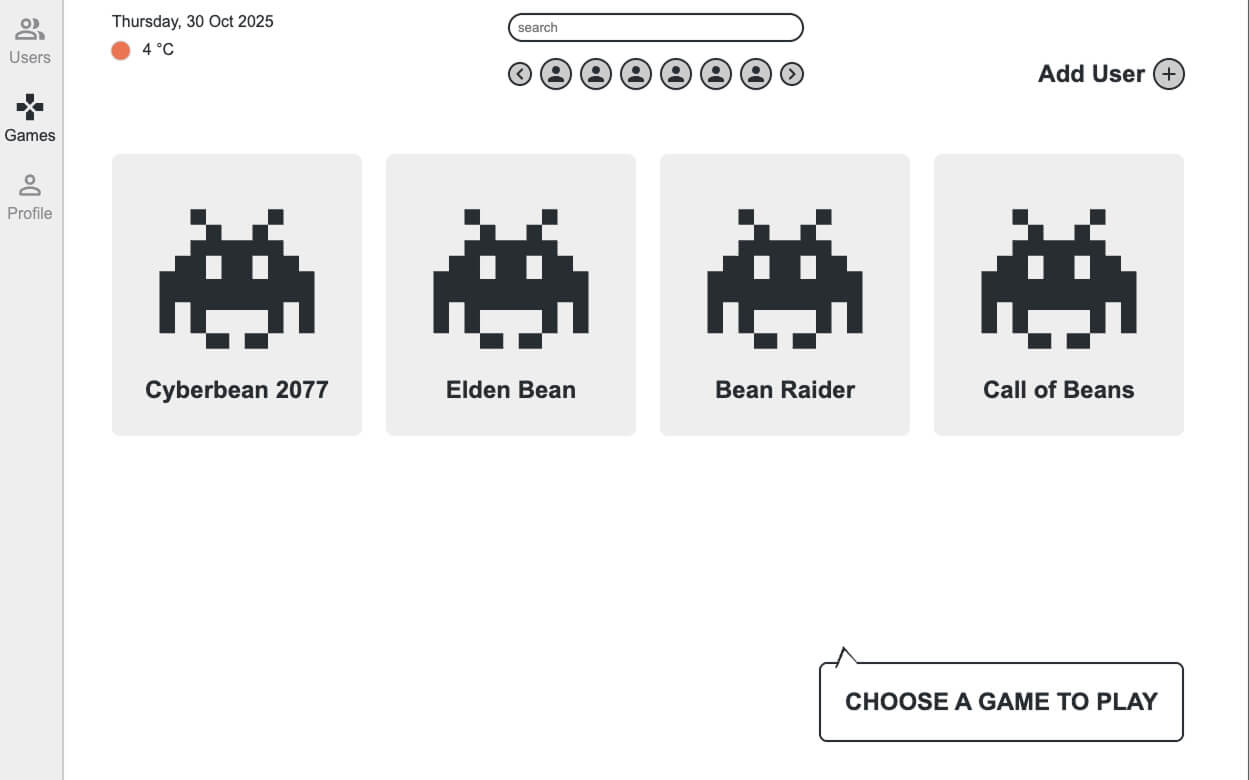 Users
Games
Profile
Thursday, 30 Oct 2025
4 °C
search
Add User
Cyberbean 2077
Elden Bean
Bean Raider
Call of Beans
CHOOSE A GAME TO PLAY